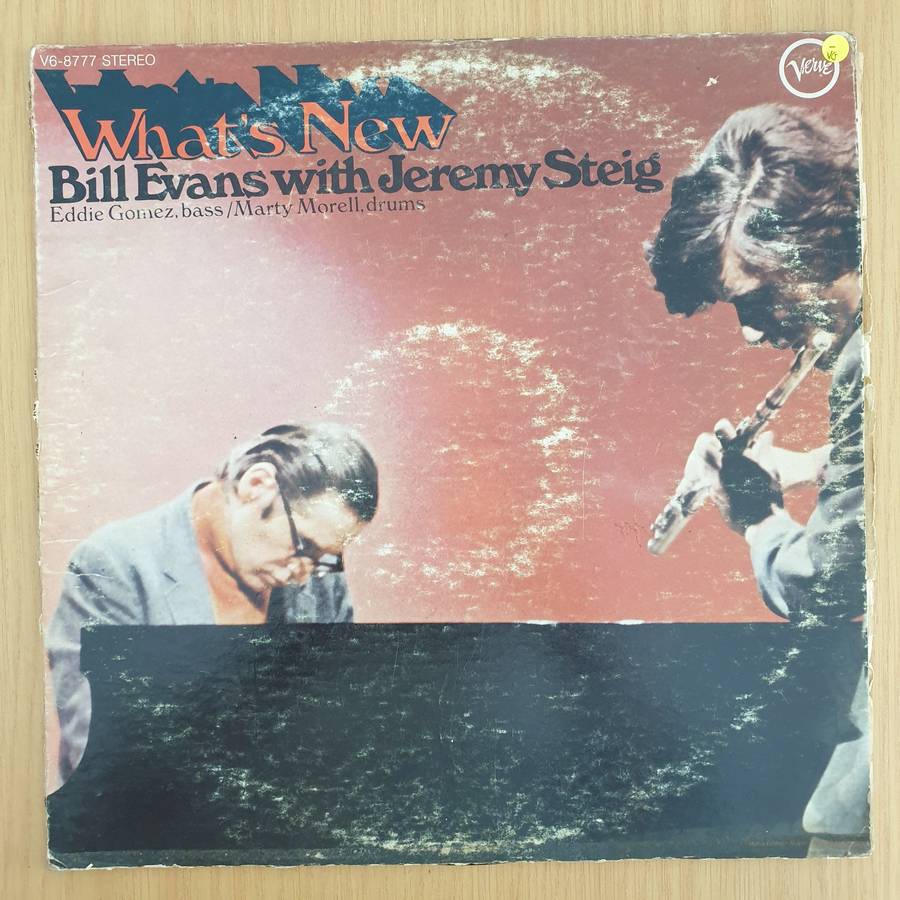 V6-8777 STEREO
Verve
What's New
Bill Evans with Jeremy Steig
Eddie Gomez, bass/Marty Morell, drums